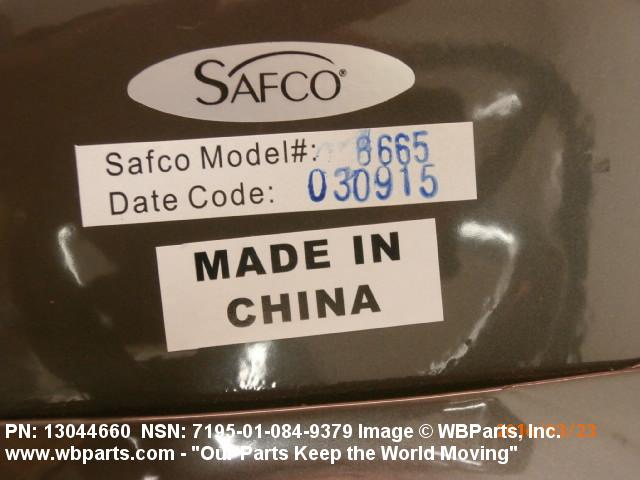 SAFCO®
Safco Model#: 8665
Date Code: 030915
MADE IN
CHINA
PN: 13044660 NSN: 7195-01-084-9379 Image © WBParts, Inc.
www.wbparts.com - "Our Parts Keep the World Moving"